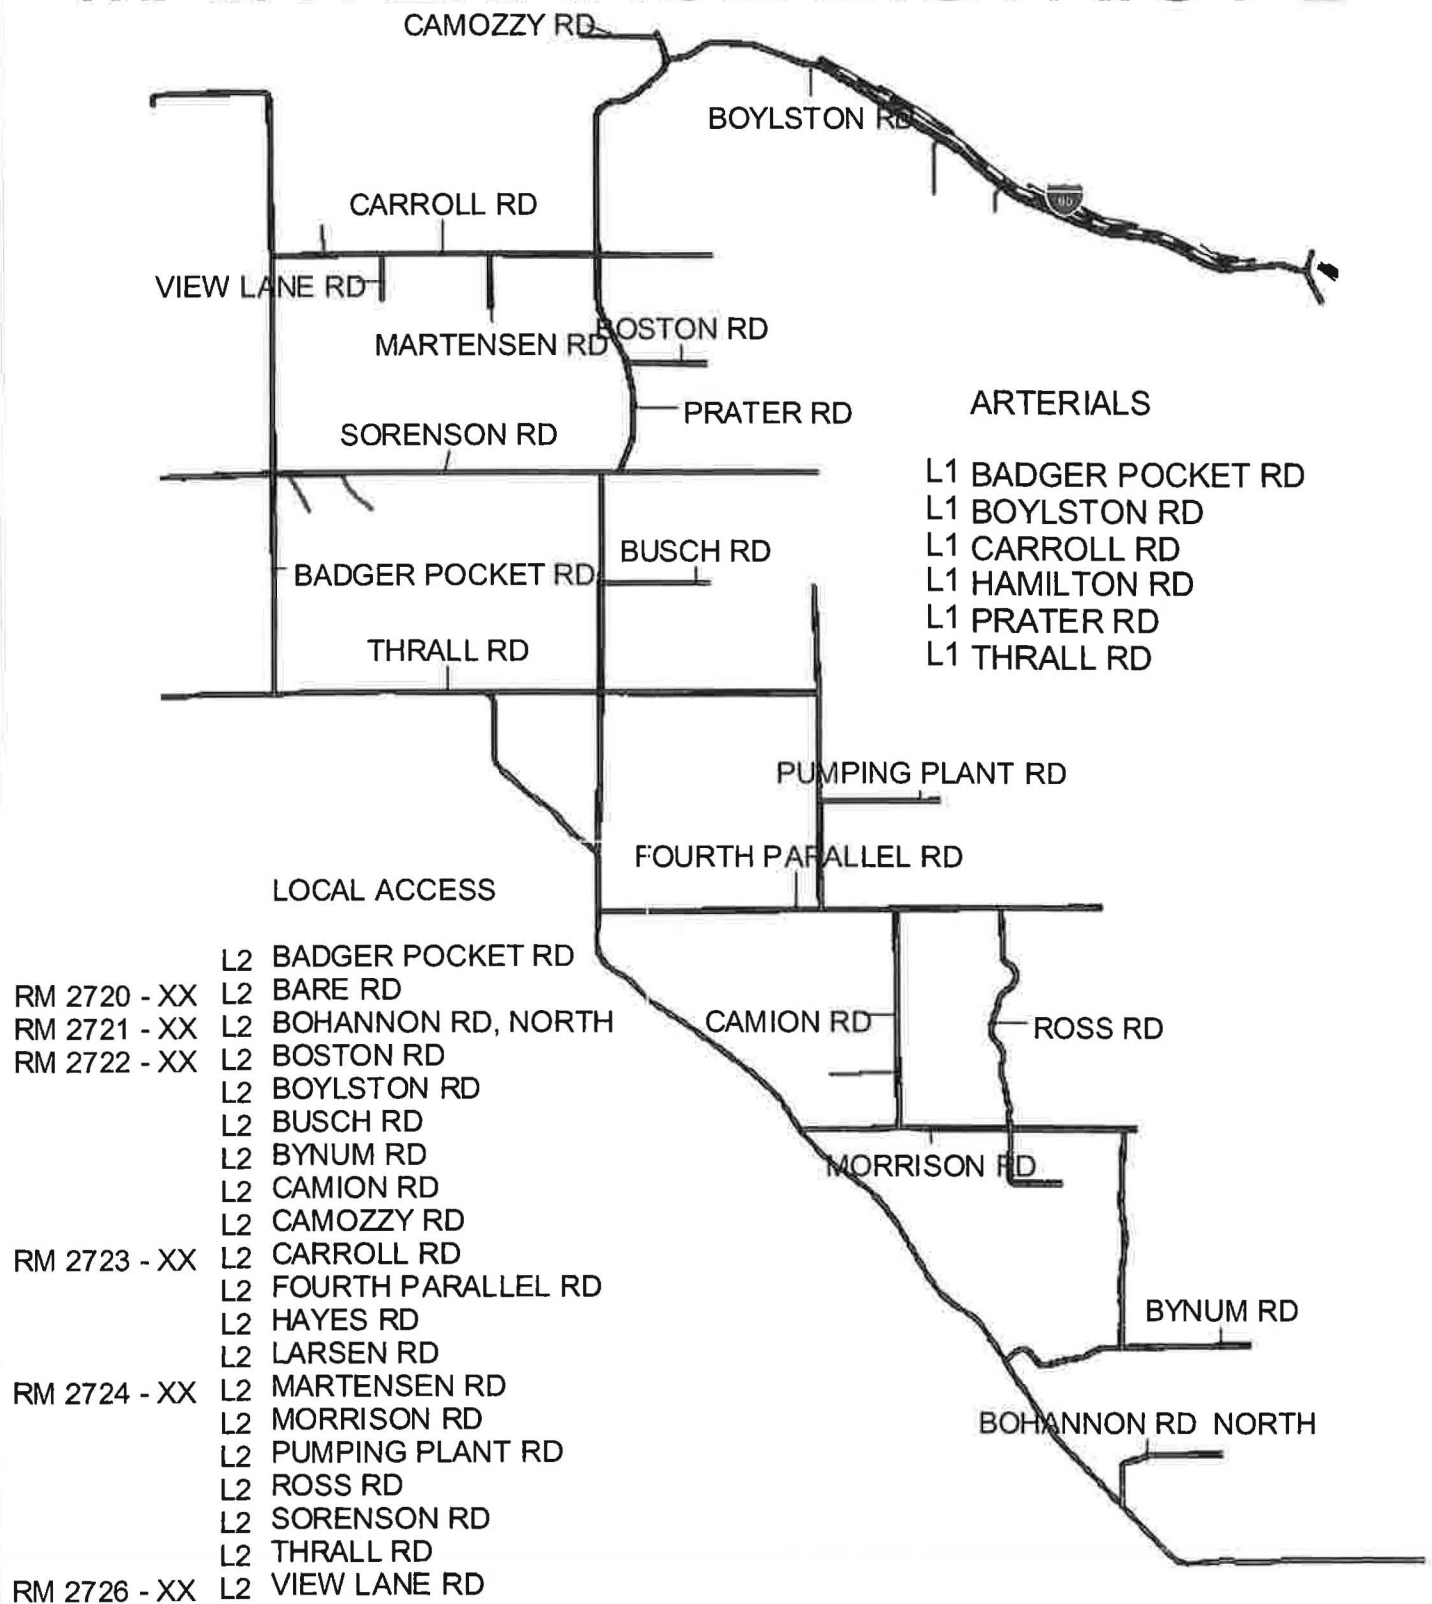 CAMOZZY RD
BOYLSTON RD
CARROLL RD
VIEW LANE RD
MARTENSEN RD
BOSTON RD
PRATER RD
SORENSON RD
ARTERIALS
L1 BADGER POCKET RD
L1 BOYLSTON RD
L1 CARROLL RD
L1 HAMILTON RD
L1 PRATER RD
L1 THRALL RD
BUSCH RD
BADGER POCKET RD
THRALL RD
PUMPING PLANT RD
FOURTH PARALLEL RD
LOCAL ACCESS
L2 BADGER POCKET RD
RM 2720 - XX L2 BARE RD
RM 2721 - XX L2 BOHANNON RD, NORTH
RM 2722 - XX L2 BOSTON RD
L2 BOYLSTON RD
L2 BUSCH RD
L2 BYNUM RD
L2 CAMION RD
L2 CAMOZZY RD
RM 2723 - XX L2 CARROLL RD
L2 FOURTH PARALLEL RD
L2 HAYES RD
L2 LARSEN RD
RM 2724 - XX L2 MARTENSEN RD
L2 MORRISON RD
L2 PUMPING PLANT RD
L2 ROSS RD
L2 SORENSON RD
L2 THRALL RD
RM 2726 - XX L2 VIEW LANE RD
CAMION RD
ROSS RD
MORRISON RD
BYNUM RD
BOHANNON RD NORTH